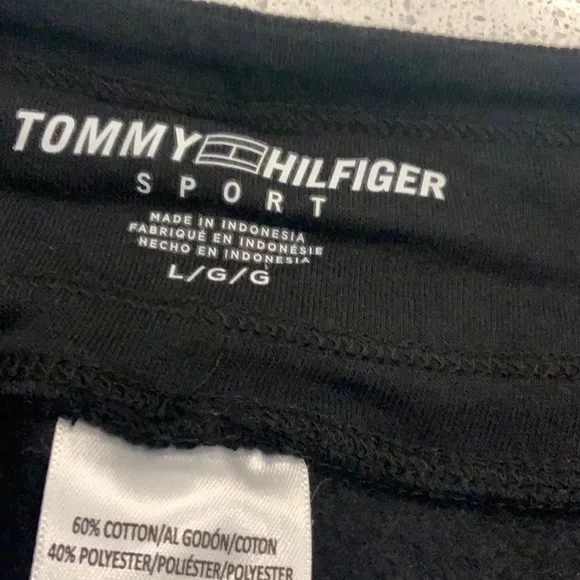 TOMMY HILFIGER
SPORT
MADE IN INDONESIA
FABRIQUÉ EN INDONÉSIE
HECHO EN INDONESIA
L/G/G
60% COTTON/AL GODÓN/COTON
40% POLYESTER/POLIÉSTER/POLYESTER